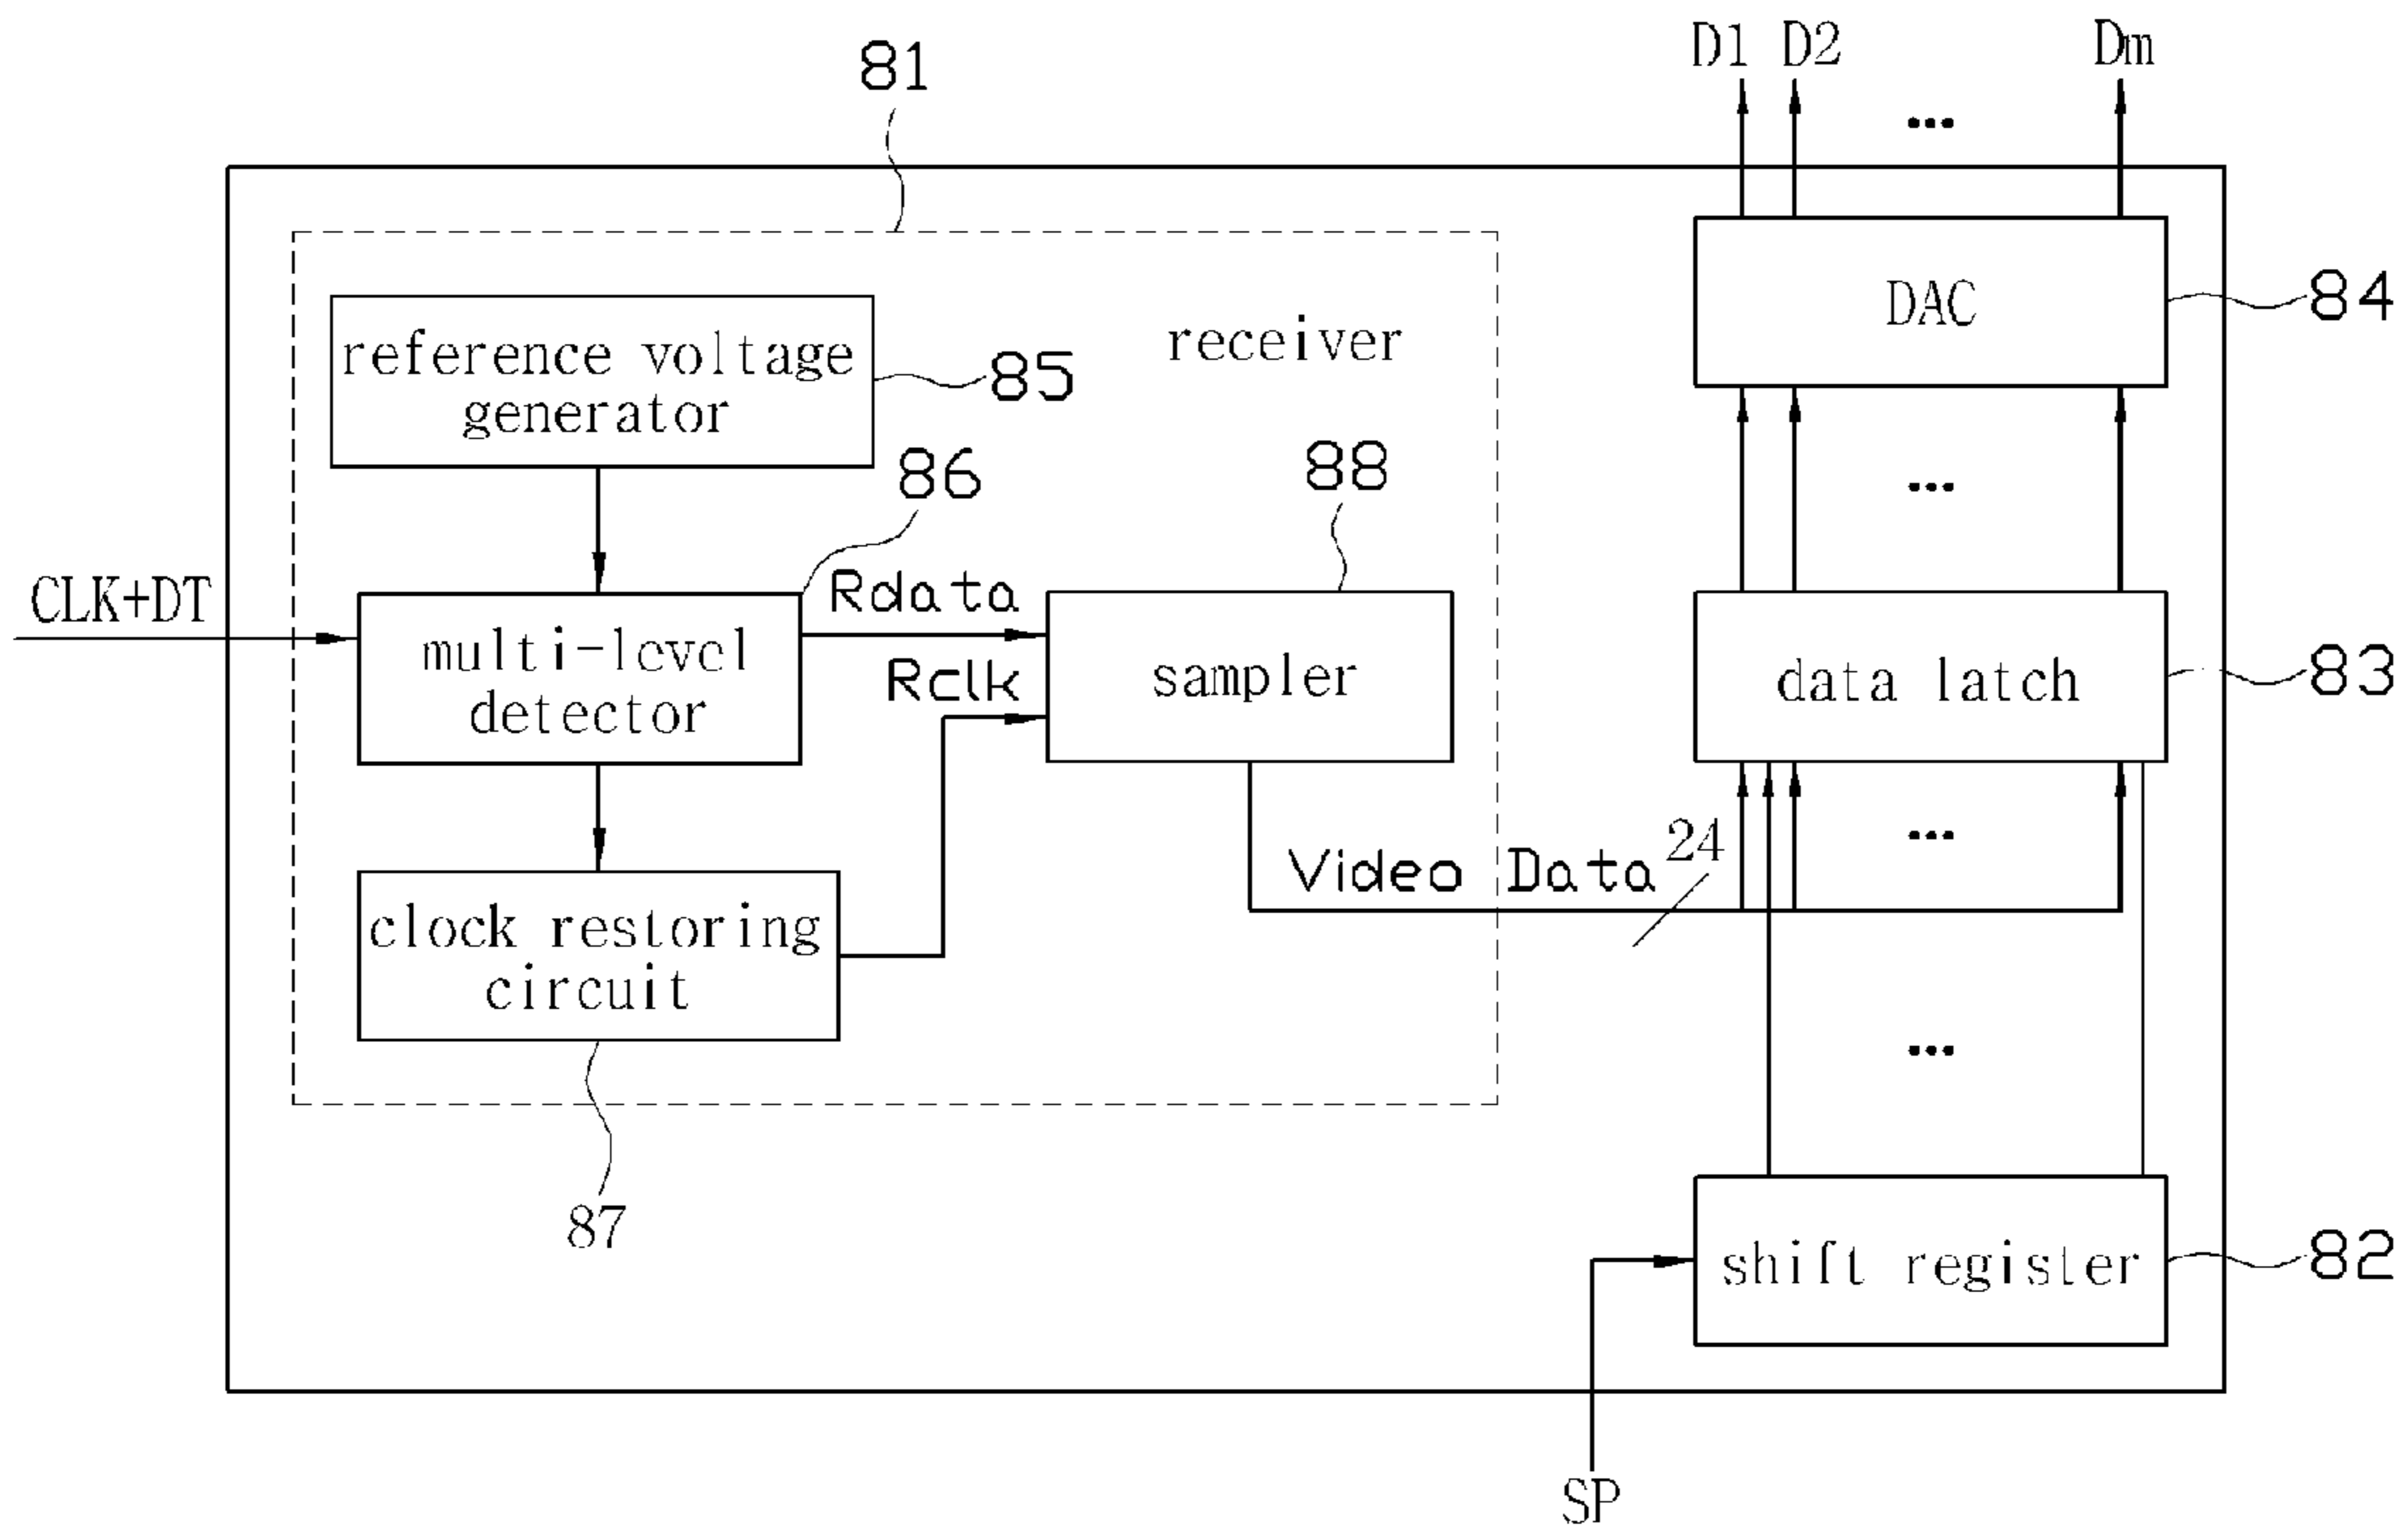 D1 D2 Dm
...
81
receiver
reference voltage
generator
85
DAC
84
...
86
88
CLK+DT
Rdata
Rclk
multi-level
detector
sampler
data latch
83
...
Video Data
24
clock restoring
circuit
...
87
shift register
82
SP